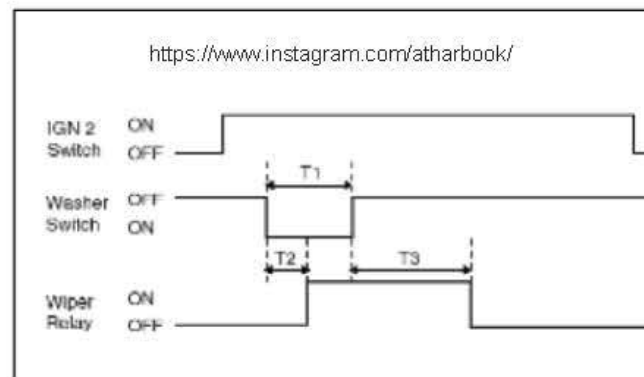 https://www.instagram.com/atharbook/
IGN 2 ON
Switch OFF
T1
Washer OFF
Switch ON
T2 T3
Wiper ON
Relay OFF